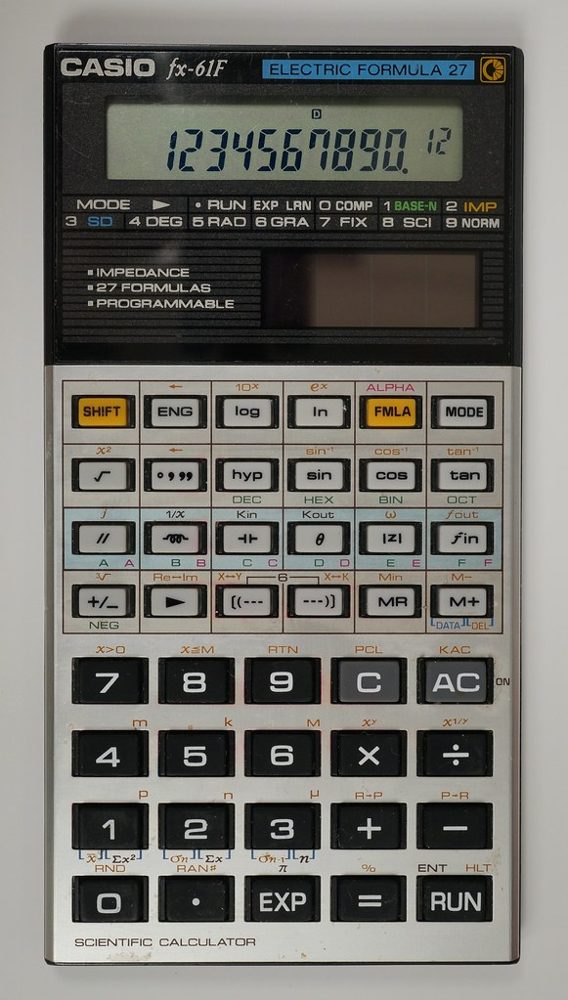 CASIO fx-61F ELECTRIC FORMULA 27
D
1234567890. 12
MODE ► • RUN EXP LRN 0 COMP 1 BASE-N 2 IMP
3 SD 4 DEG 5 RAD 6 GRA 7 FIX 8 SCI 9 NORM
▪ IMPEDANCE
▪ 27 FORMULAS
▪ PROGRAMMABLE
← 10ˣ eˣ ALPHA
SHIFT ENG log ln FMLA MODE
x² ← sin⁻¹ cos⁻¹ tan⁻¹
√ ° ’ ’’ hyp sin cos tan
DEC HEX BIN OCT
j 1/x Kin Kout ω fout
// ⊣⊢ θ |Z| fin
A A B B C C D D E E F F
³√ Re↔Im X↔Y 6 X↔K Min M−
+/− ► [(--- ---)] MR M+
NEG DATA DEL
x>0 x≦M RTN PCL KAC
7 8 9 C AC ON
m k M xʸ x¹/ʸ
4 5 6 × ÷
p n μ R→P P→R
1 2 3 + −
x̄ Σx² σn Σx σn-1 n
RND RAN# π % ENT HLT
0 • EXP = RUN
SCIENTIFIC CALCULATOR